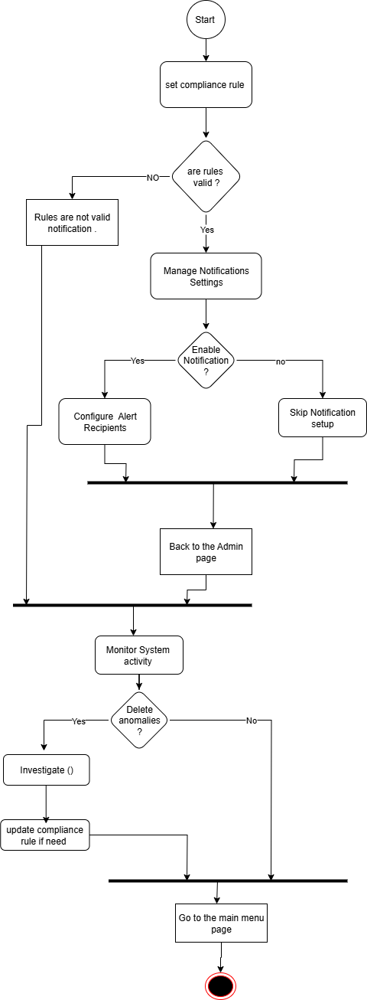 Start
set compliance rule
are rules
valid ?
NO
Rules are not valid
notification .
Yes
Manage Notifications
Settings
Enable
Notification
?
Yes
no
Configure  Alert
Recipients
Skip Notification
setup
Back to the Admin
page
Monitor System
activity
Delete
anomalies
?
Yes
No
Investigate ()
update compliance
rule if need
Go to the main menu
page